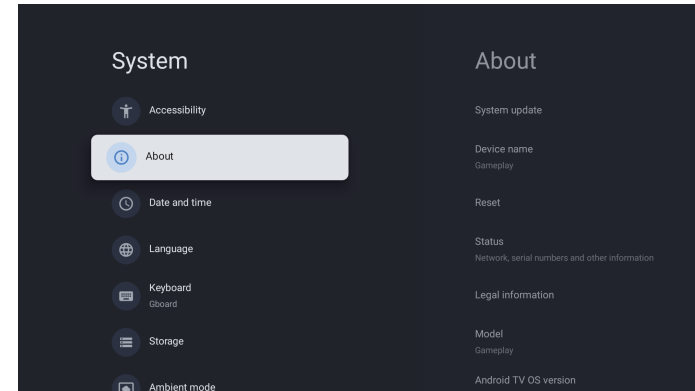 System
Accessibility
About
Date and time
Language
Keyboard
Gboard
Storage
Ambient mode
About
System update
Device name
Gameplay
Reset
Status
Network, serial numbers and other information
Legal information
Model
Gameplay
Android TV OS version